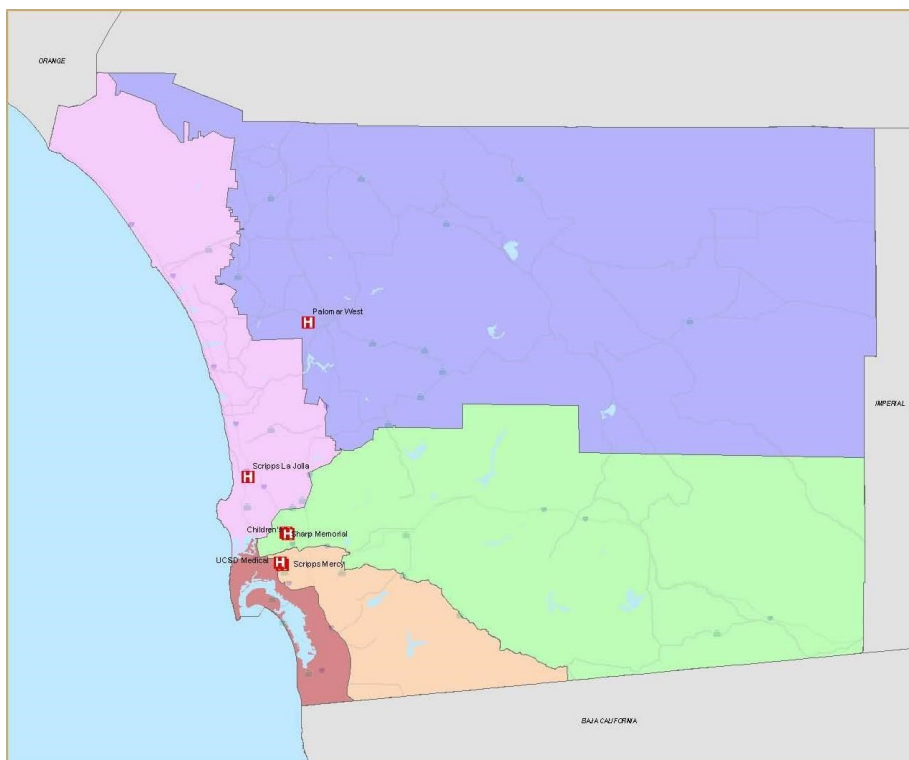 ORANGE
Palomar West
IMPERIAL
Scripps La Jolla
Children'
Sharp Memorial
UCSD Medical
Scripps Mercy
BAJA CALIFORNIA